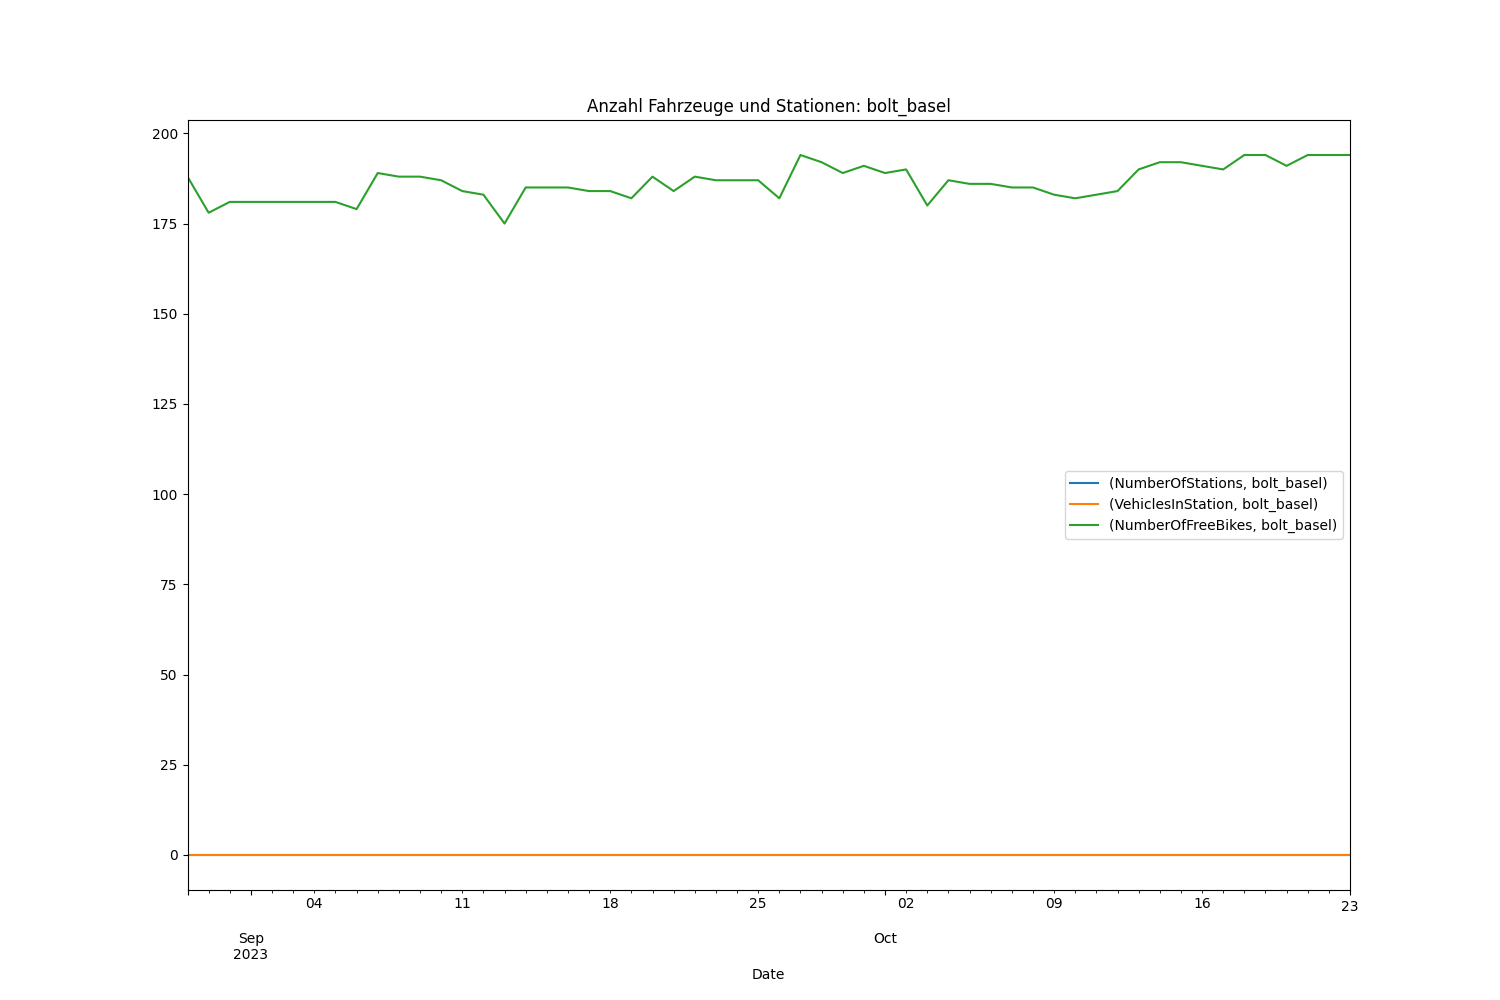 Anzahl Fahrzeuge und Stationen: bolt_basel
200
175
150
125
100
75
50
25
0
(NumberOfStations, bolt_basel)
(VehiclesInStation, bolt_basel)
(NumberOfFreeBikes, bolt_basel)
04 11 18 25 02 09 16 23
Sep Oct
2023
Date